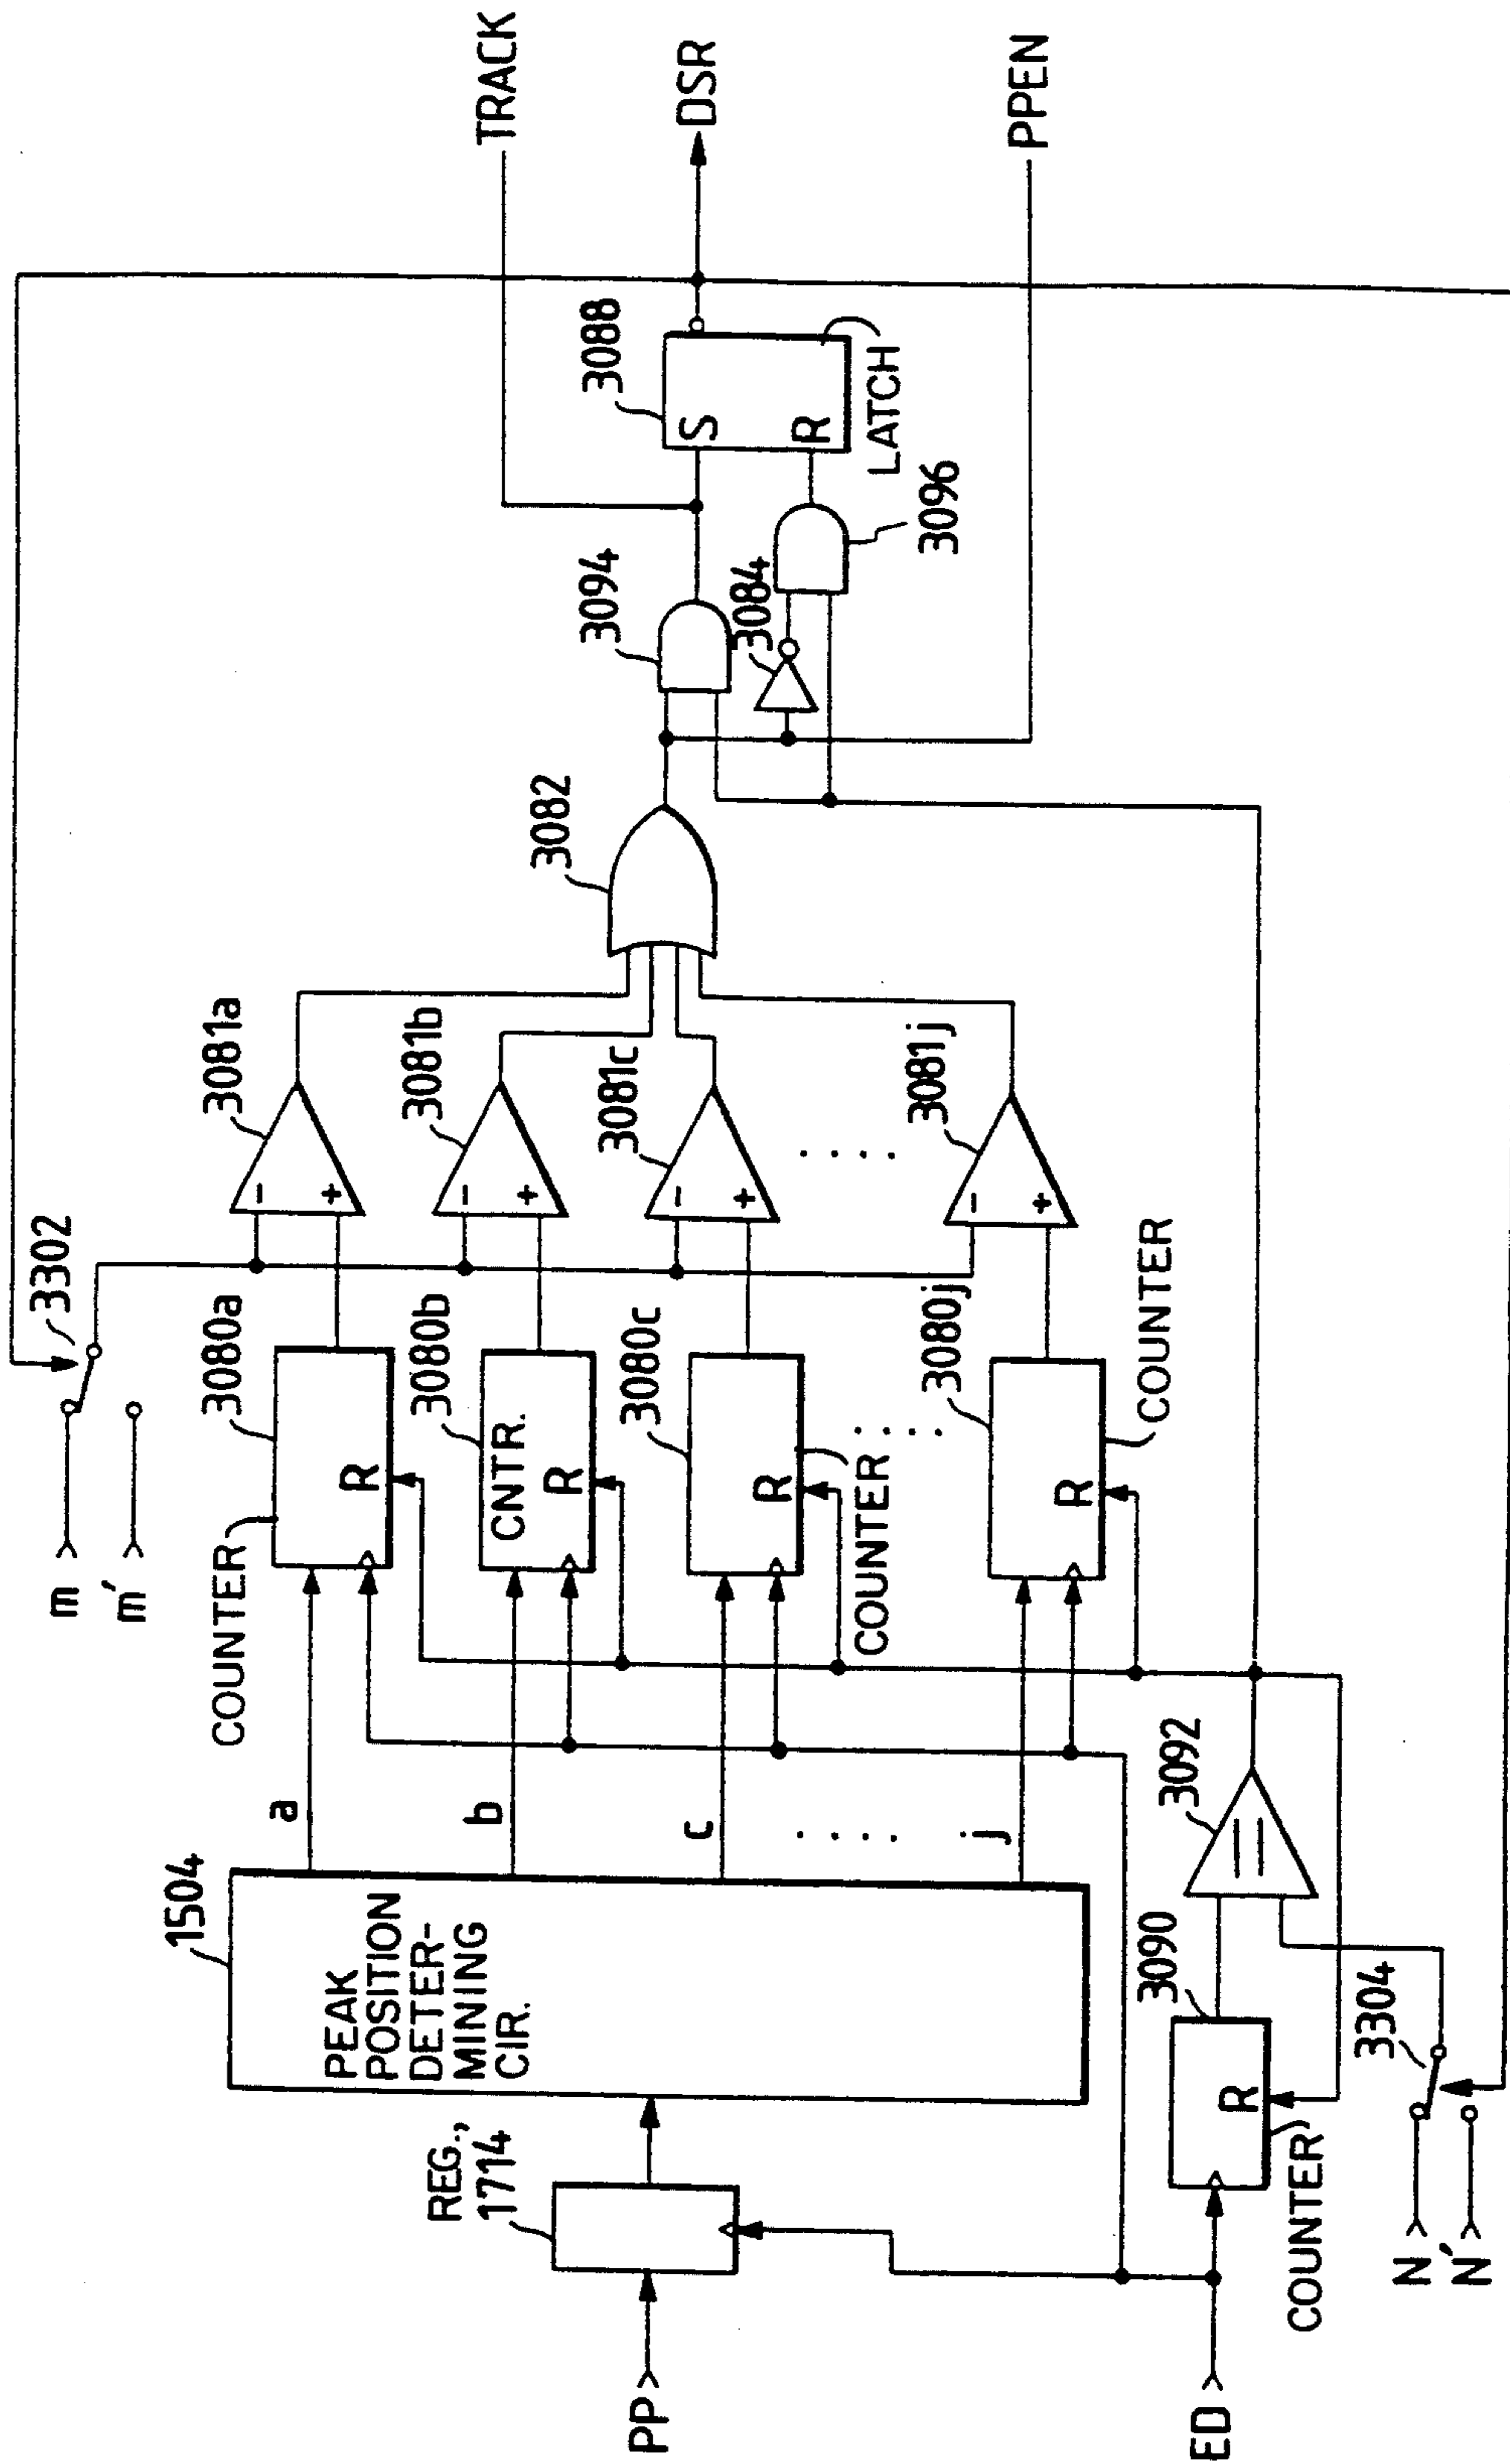 TRACK
DSR
PPEN
3088
S
R
LATCH
3094
3084
3096
3082
3081a
3081b
3081c
3081j
-
+
-
+
-
+
-
+
. . . .
3302
m
m'
3080a
COUNTER
R
3080b
CNTR.
R
3080c
COUNTER
R
. . . .
3080j
COUNTER
R
a
b
c
. . . .
j
1504
PEAK
POSITION
DETER-
MINING
CIR.
3092
=
3090
R
COUNTER
3304
N
N'
REG.,
1714
PP
ED